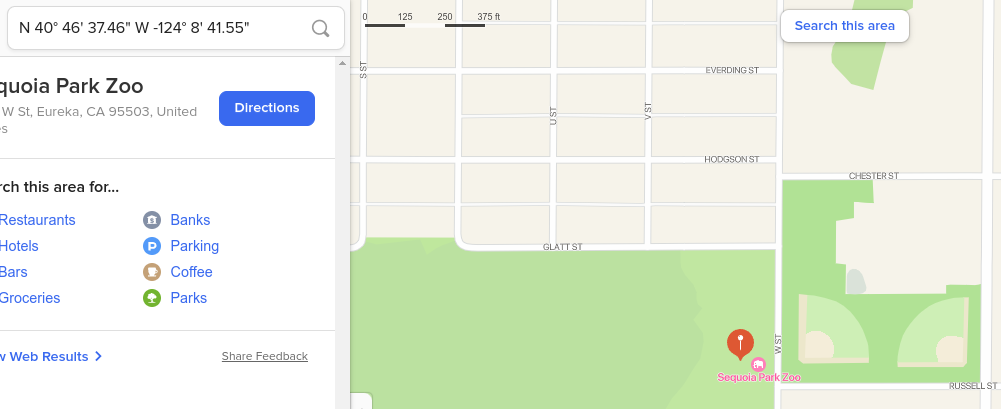 N 40° 46' 37.46" W -124° 8' 41.55"
quoia Park Zoo
W St, Eureka, CA 95503, United
es
Directions
rch this area for...
Restaurants
Banks
Hotels
Parking
Bars
Coffee
Groceries
Parks
w Web Results
Share Feedback
0 125 250 375 ft
Search this area
S ST
EVERDING ST
U ST
V ST
HODGSON ST
CHESTER ST
GLATT ST
W ST
Sequoia Park Zoo
RUSSELL ST